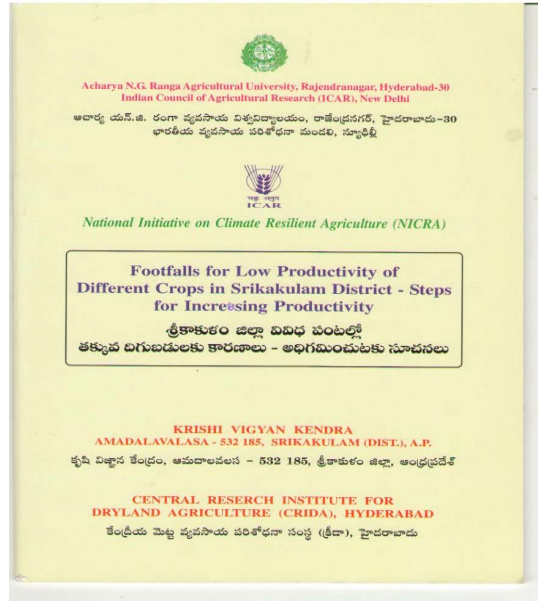 Acharya N.G. Ranga Agricultural University, Rajendranagar, Hyderabad-30
Indian Council of Agricultural Research (ICAR), New Delhi
ఆచార్య యన్.జి. రంగా వ్యవసాయ విశ్వవిద్యాలయం, రాజేంద్రనగర్, హైదరాబాదు-30
భారతీయ వ్యవసాయ పరిశోధనా మండలి, న్యూఢిల్లీ
ICAR
National Initiative on Climate Resilient Agriculture (NICRA)
Footfalls for Low Productivity of
Different Crops in Srikakulam District - Steps
for Increasing Productivity
శ్రీకాకుళం జిల్లా వివిధ పంటల్లో
తక్కువ దిగుబడులకు కారణాలు - అధిగమించుటకు సూచనలు
KRISHI VIGYAN KENDRA
AMADALAVALASA - 532 185, SRIKAKULAM (DIST.), A.P.
కృషి విజ్ఞాన కేంద్రం, ఆమదాలవలస - 532 185, శ్రీకాకుళం జిల్లా, ఆంధ్రప్రదేశ్
CENTRAL RESERCH INSTITUTE FOR
DRYLAND AGRICULTURE (CRIDA), HYDERABAD
కేంద్రీయ మెట్ట వ్యవసాయ పరిశోధనా సంస్థ (క్రీడా), హైదరాబాదు